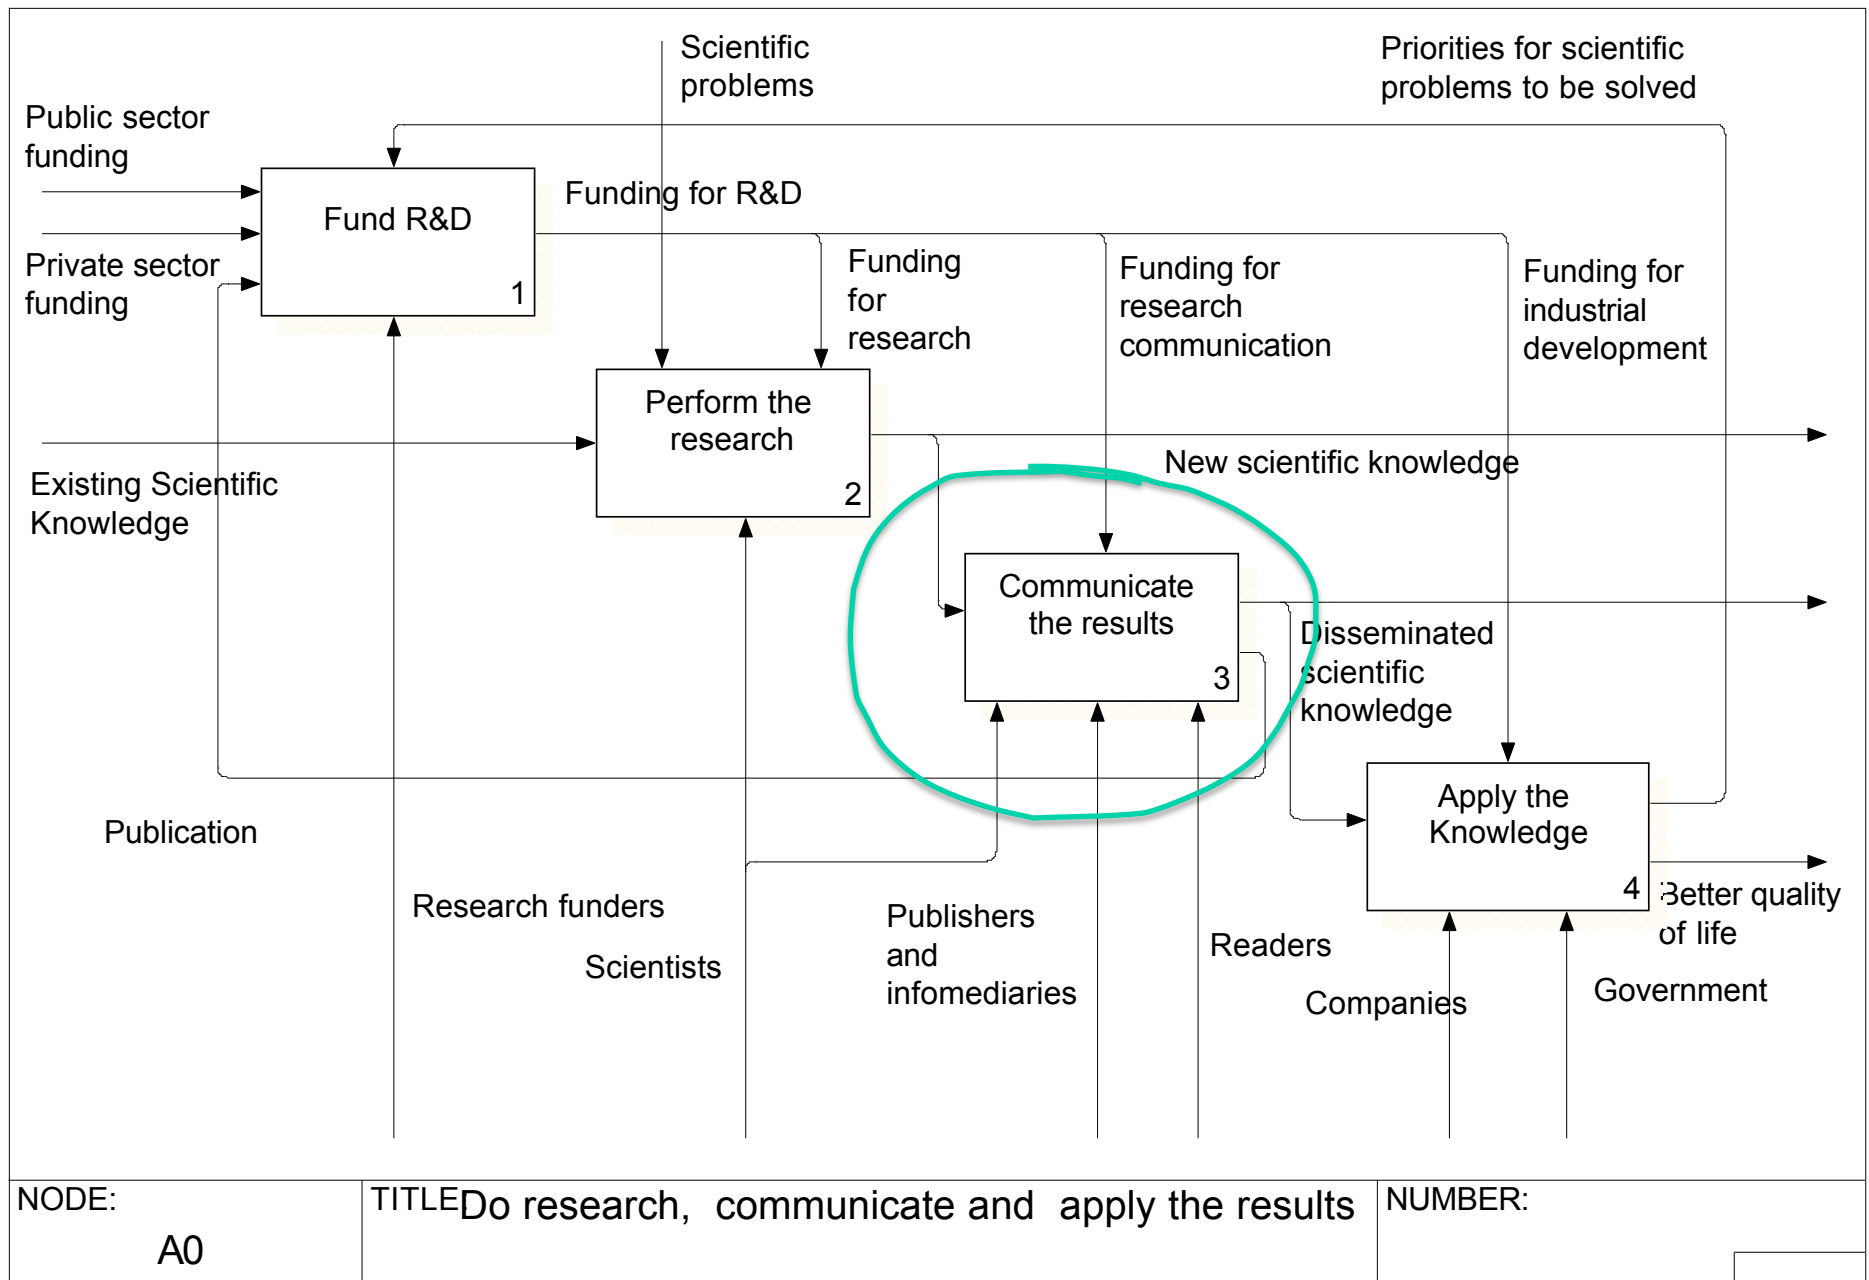 Scientific
problems
Priorities for scientific
problems to be solved
Public sector
funding
Fund R&D
1
Funding for R&D
Private sector
funding
Funding
for
research
Funding for
research
communication
Funding for
industrial
development
Perform the
research
2
Existing Scientific
Knowledge
New scientific knowledge
Communicate
the results
3
Disseminated
scientific
knowledge
Apply the
Knowledge
4
Publication
Better quality
of life
Research funders
Scientists
Publishers
and
infomediaries
Readers
Companies
Government
NODE:
A0
TITLE:
Do research, communicate and apply the results
NUMBER: